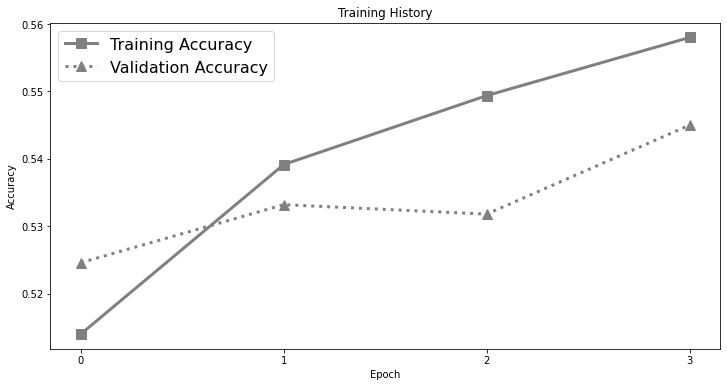 Training History
Training Accuracy
Validation Accuracy
0.56
0.55
0.54
0.53
0.52
Accuracy
0 1 2 3
Epoch